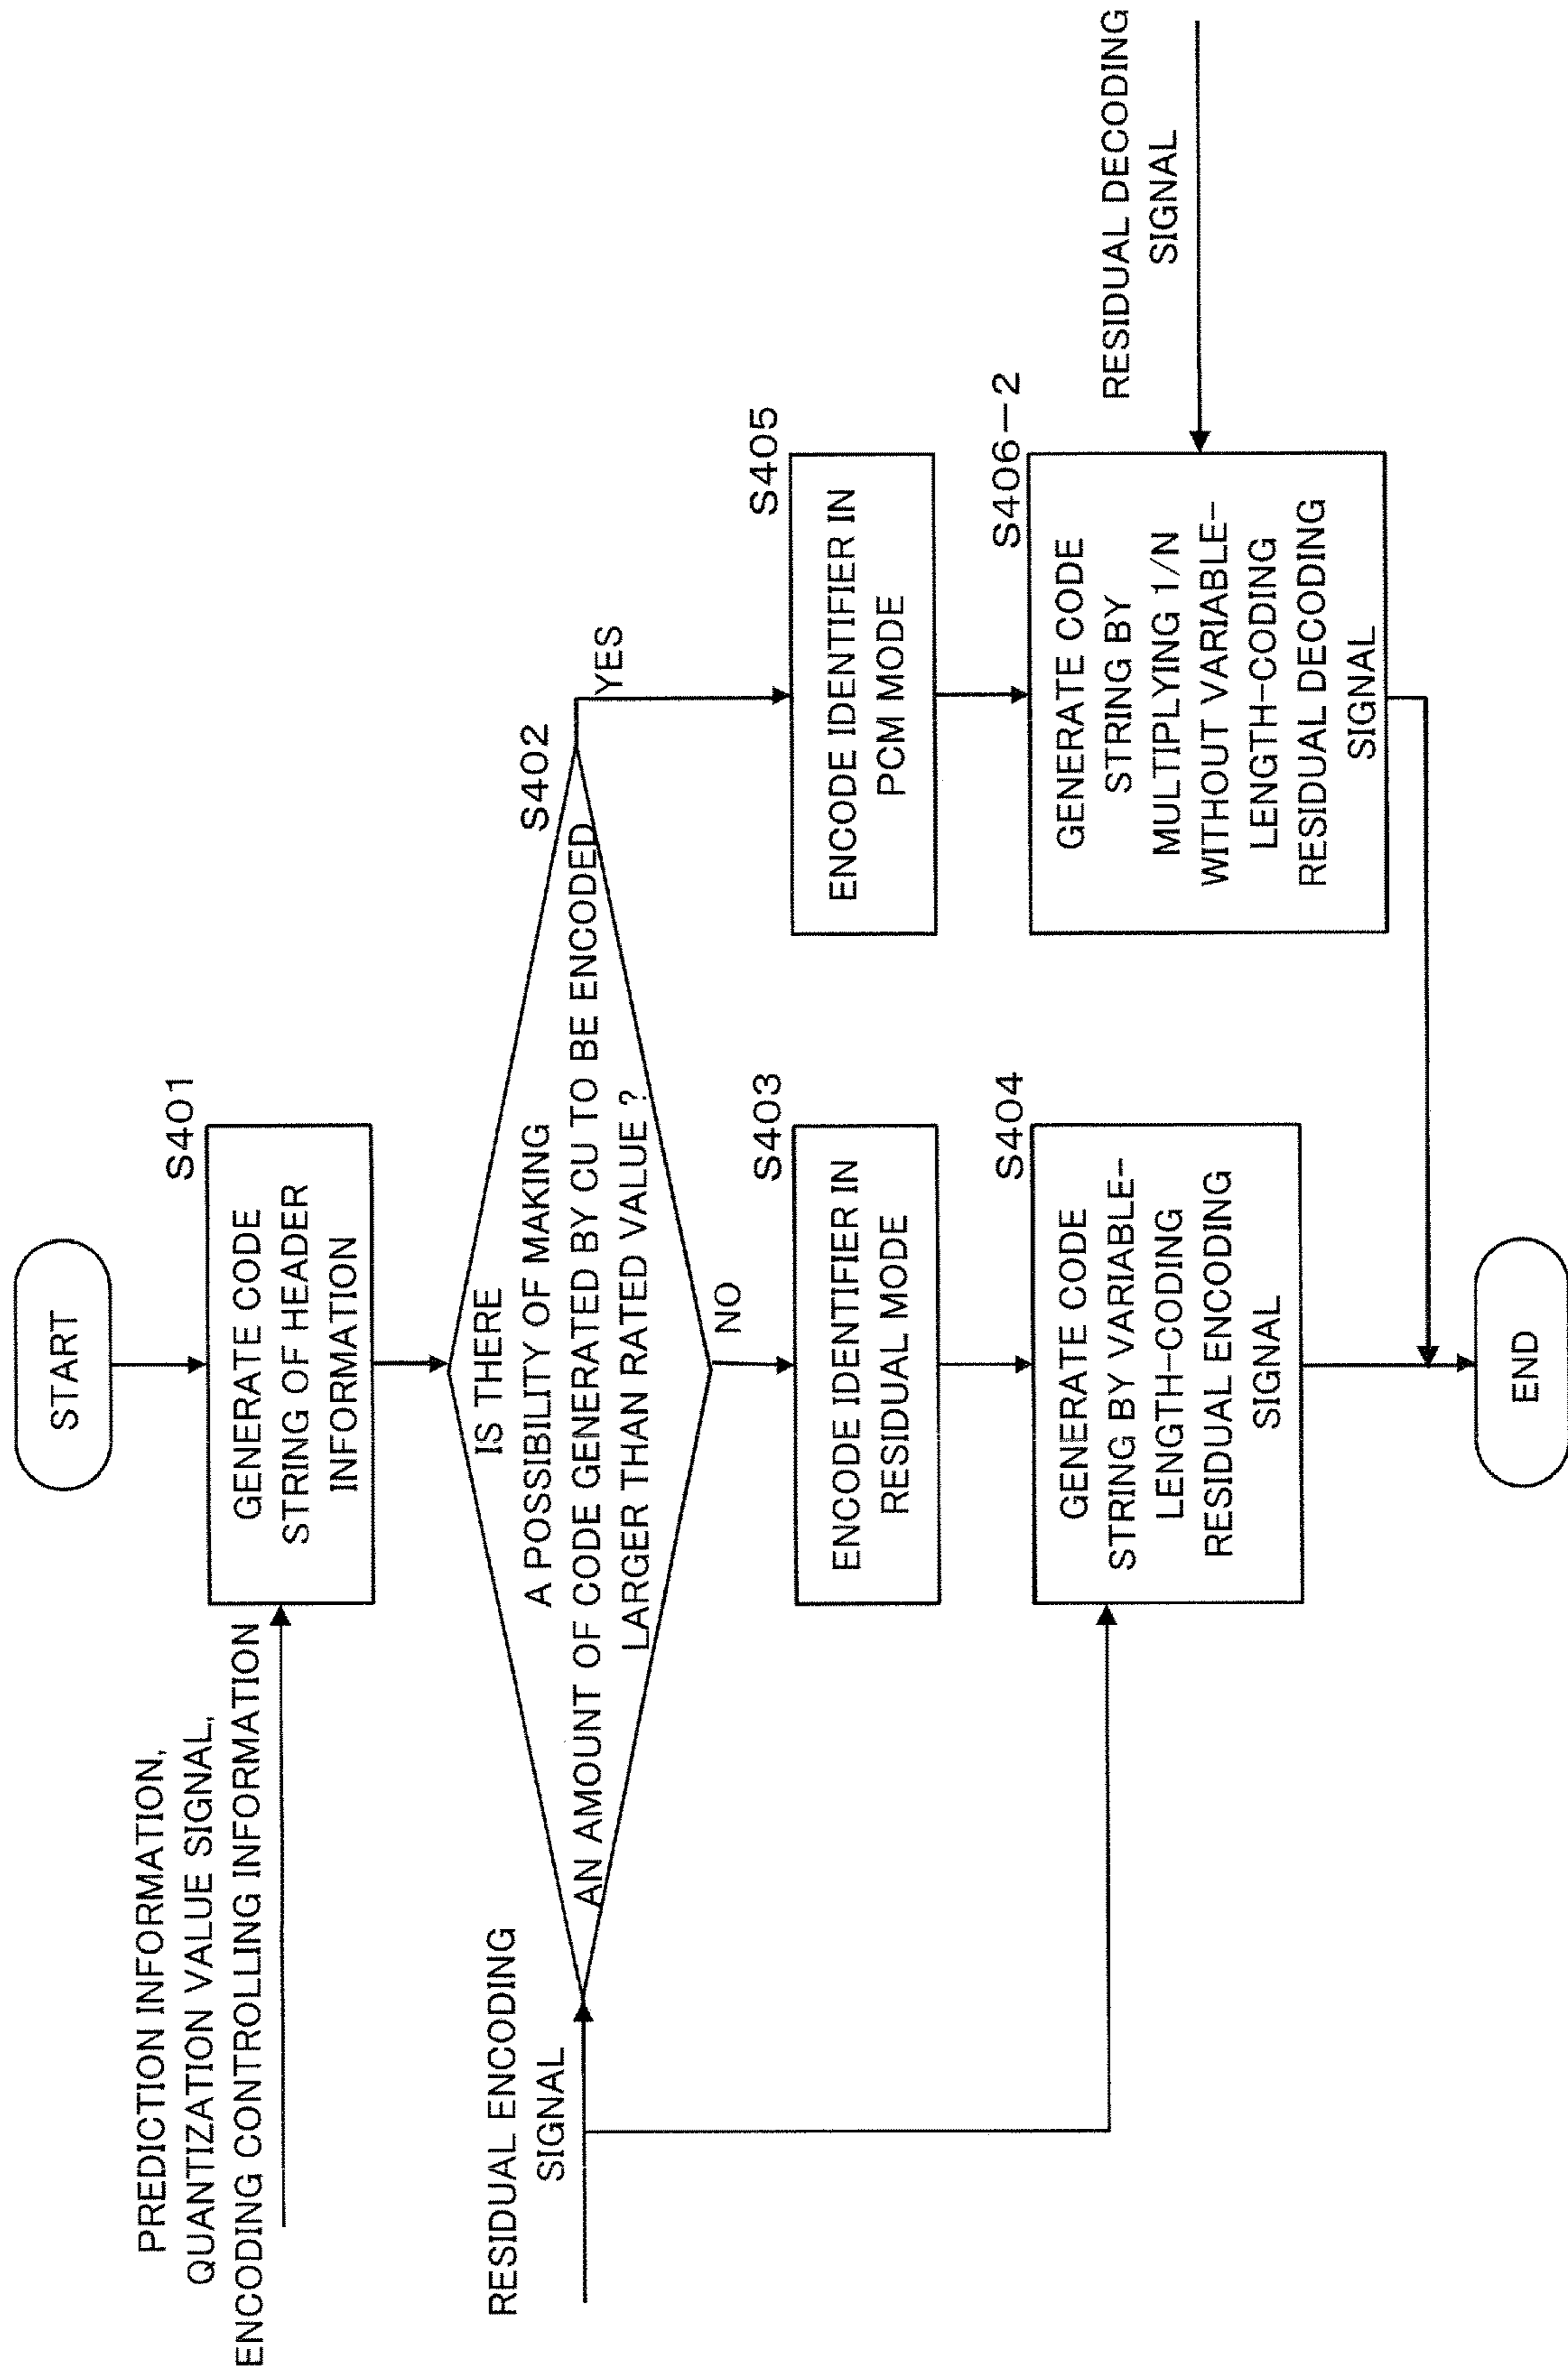 START
PREDICTION INFORMATION,
QUANTIZATION VALUE SIGNAL,
ENCODING CONTROLLING INFORMATION
S401
GENERATE CODE
STRING OF HEADER
INFORMATION
RESIDUAL ENCODING
SIGNAL
S402
IS THERE
A POSSIBILITY OF MAKING
AN AMOUNT OF CODE GENERATED BY CU TO BE ENCODED
LARGER THAN RATED VALUE ?
YES
NO
S403
ENCODE IDENTIFIER IN
RESIDUAL MODE
S405
ENCODE IDENTIFIER IN
PCM MODE
S404
GENERATE CODE
STRING BY VARIABLE-
LENGTH-CODING
RESIDUAL ENCODING
SIGNAL
S406-2
GENERATE CODE
STRING BY
MULTIPLYING 1/N
WITHOUT VARIABLE-
LENGTH-CODING
RESIDUAL DECODING
SIGNAL
RESIDUAL DECODING
SIGNAL
END